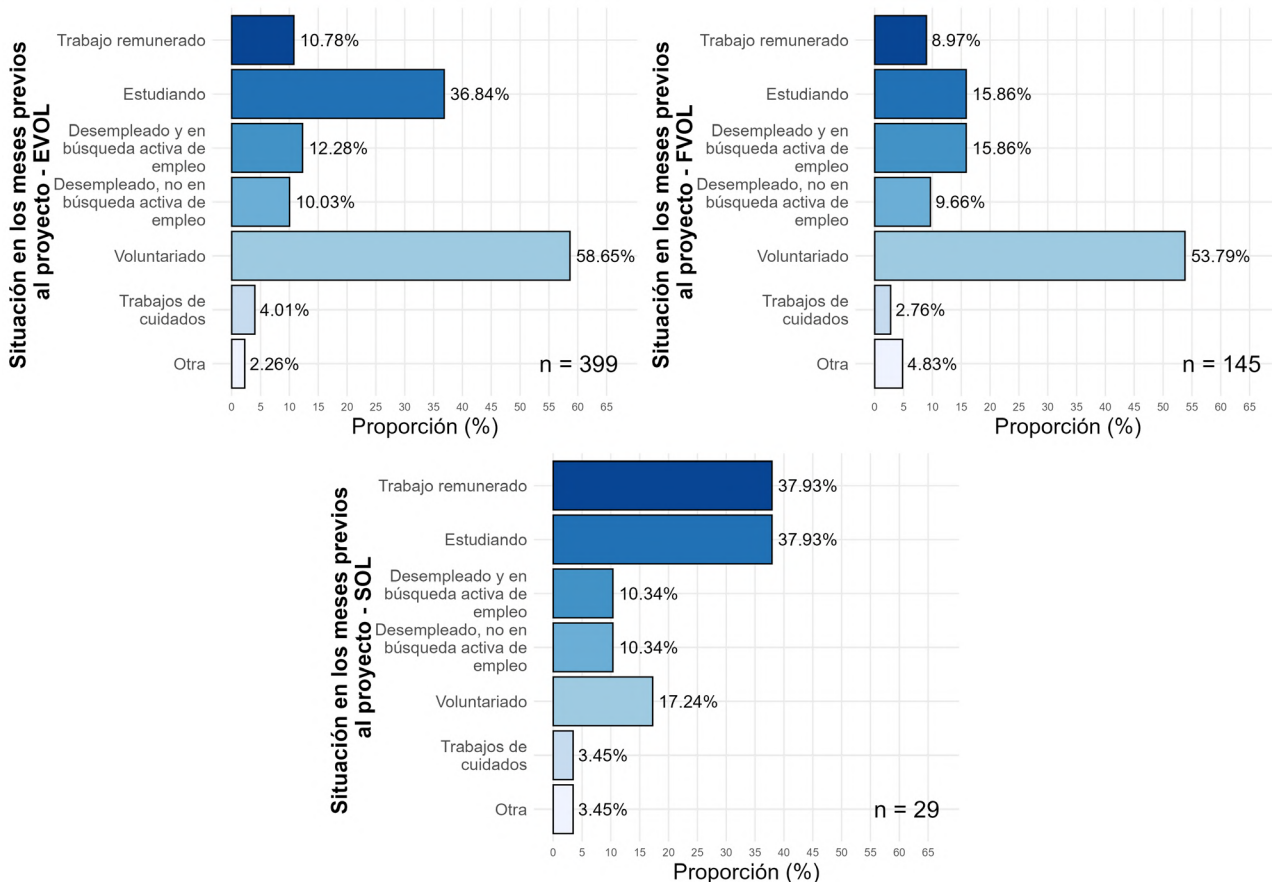 Situación en los meses previos
al proyecto - EVOL
Trabajo remunerado
10.78%
Estudiando
36.84%
Desempleado y en
búsqueda activa de
empleo
12.28%
Desempleado, no en
búsqueda activa de
empleo
10.03%
Voluntariado
58.65%
Trabajos de
cuidados
4.01%
Otra
2.26%
n = 399
0 5 10 15 20 25 30 35 40 45 50 55 60 65
Proporción (%)
Situación en los meses previos
al proyecto - FVOL
Trabajo remunerado
8.97%
Estudiando
15.86%
Desempleado y en
búsqueda activa de
empleo
15.86%
Desempleado, no en
búsqueda activa de
empleo
9.66%
Voluntariado
53.79%
Trabajos de
cuidados
2.76%
Otra
4.83%
n = 145
0 5 10 15 20 25 30 35 40 45 50 55 60 65
Proporción (%)
Situación en los meses previos
al proyecto - SOL
Trabajo remunerado
37.93%
Estudiando
37.93%
Desempleado y en
búsqueda activa de
empleo
10.34%
Desempleado, no en
búsqueda activa de
empleo
10.34%
Voluntariado
17.24%
Trabajos de
cuidados
3.45%
Otra
3.45%
n = 29
0 5 10 15 20 25 30 35 40 45 50 55 60 65
Proporción (%)